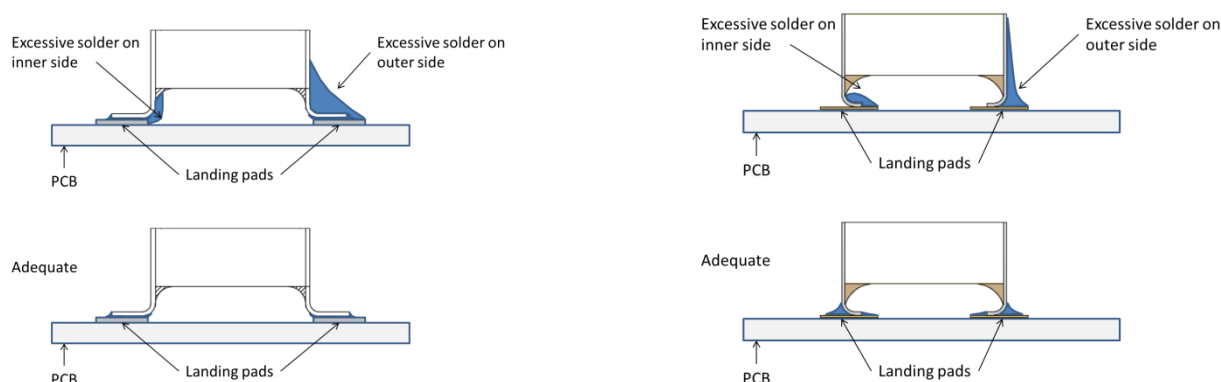 Excessive solder on
inner side
Excessive solder on
outer side
PCB
Landing pads
Excessive solder on
inner side
Excessive solder on
outer side
PCB
Landing pads
Adequate
PCB
Landing pads
Adequate
PCB
Landing pads